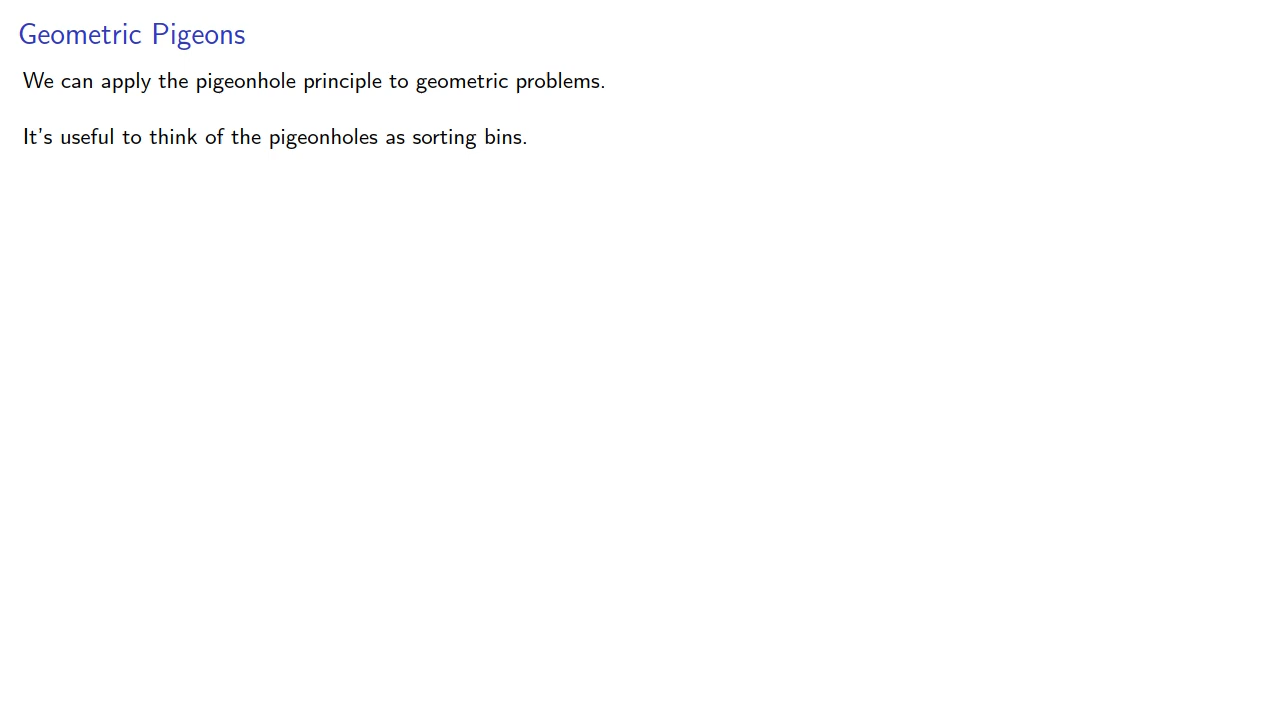 Geometric Pigeons
We can apply the pigeonhole principle to geometric problems.
It's useful to think of the pigeonholes as sorting bins.